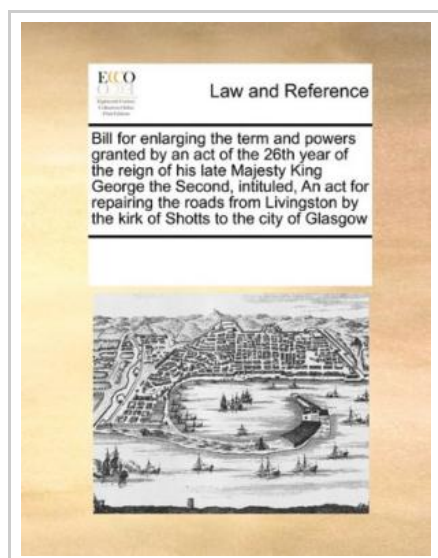 ECCO
Law and Reference
Bill for enlarging the term and powers
granted by an act of the 26th year of
the reign of his late Majesty King
George the Second, intituled, An act for
repairing the roads from Livingston by
the kirk of Shotts to the city of Glasgow